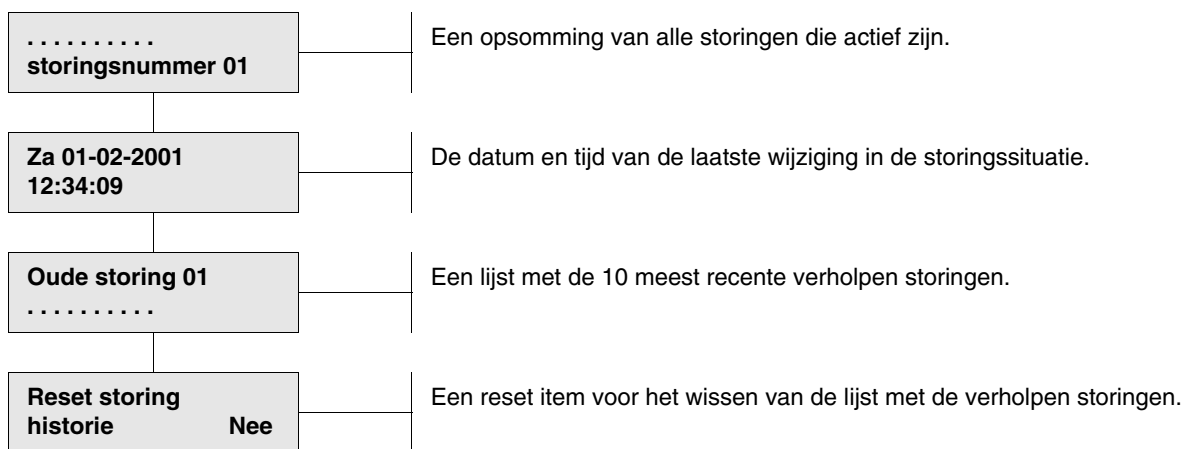 . . . . . . . . . .
storingsnummer 01
Een opsomming van alle storingen die actief zijn.
Za 01-02-2001
12:34:09
De datum en tijd van de laatste wijziging in de storingssituatie.
Oude storing 01
. . . . . . . . . .
Een lijst met de 10 meest recente verholpen storingen.
Reset storing
historie Nee
Een reset item voor het wissen van de lijst met de verholpen storingen.